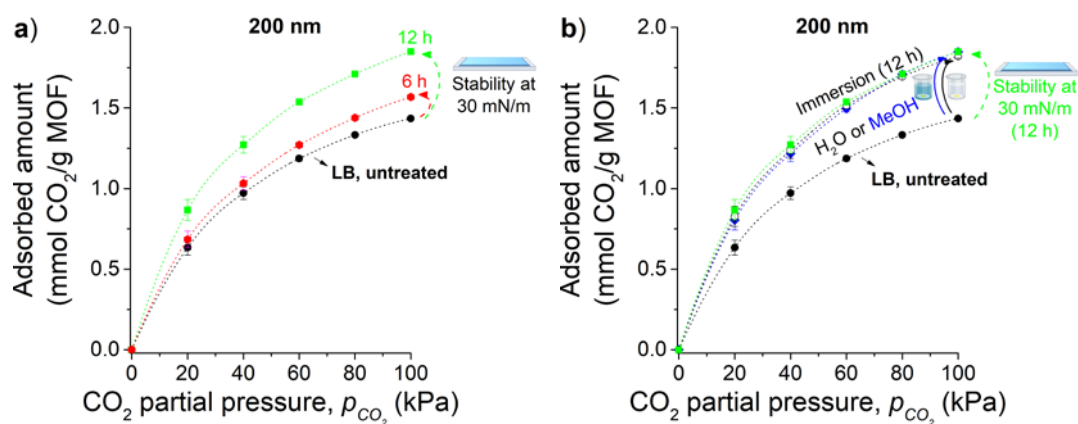 a)
200 nm
12 h
6 h
Stability at
30 mN/m
LB, untreated
Adsorbed amount
(mmol CO₂/g MOF)
2.0
1.5
1.0
0.5
0.0
0 20 40 60 80 100
CO₂ partial pressure, p_CO₂ (kPa)
b)
200 nm
Immersion (12 h)
H₂O or MeOH
Stability at
30 mN/m
(12 h)
LB, untreated
Adsorbed amount
(mmol CO₂/g MOF)
2.0
1.5
1.0
0.5
0.0
0 20 40 60 80 100
CO₂ partial pressure, p_CO₂ (kPa)